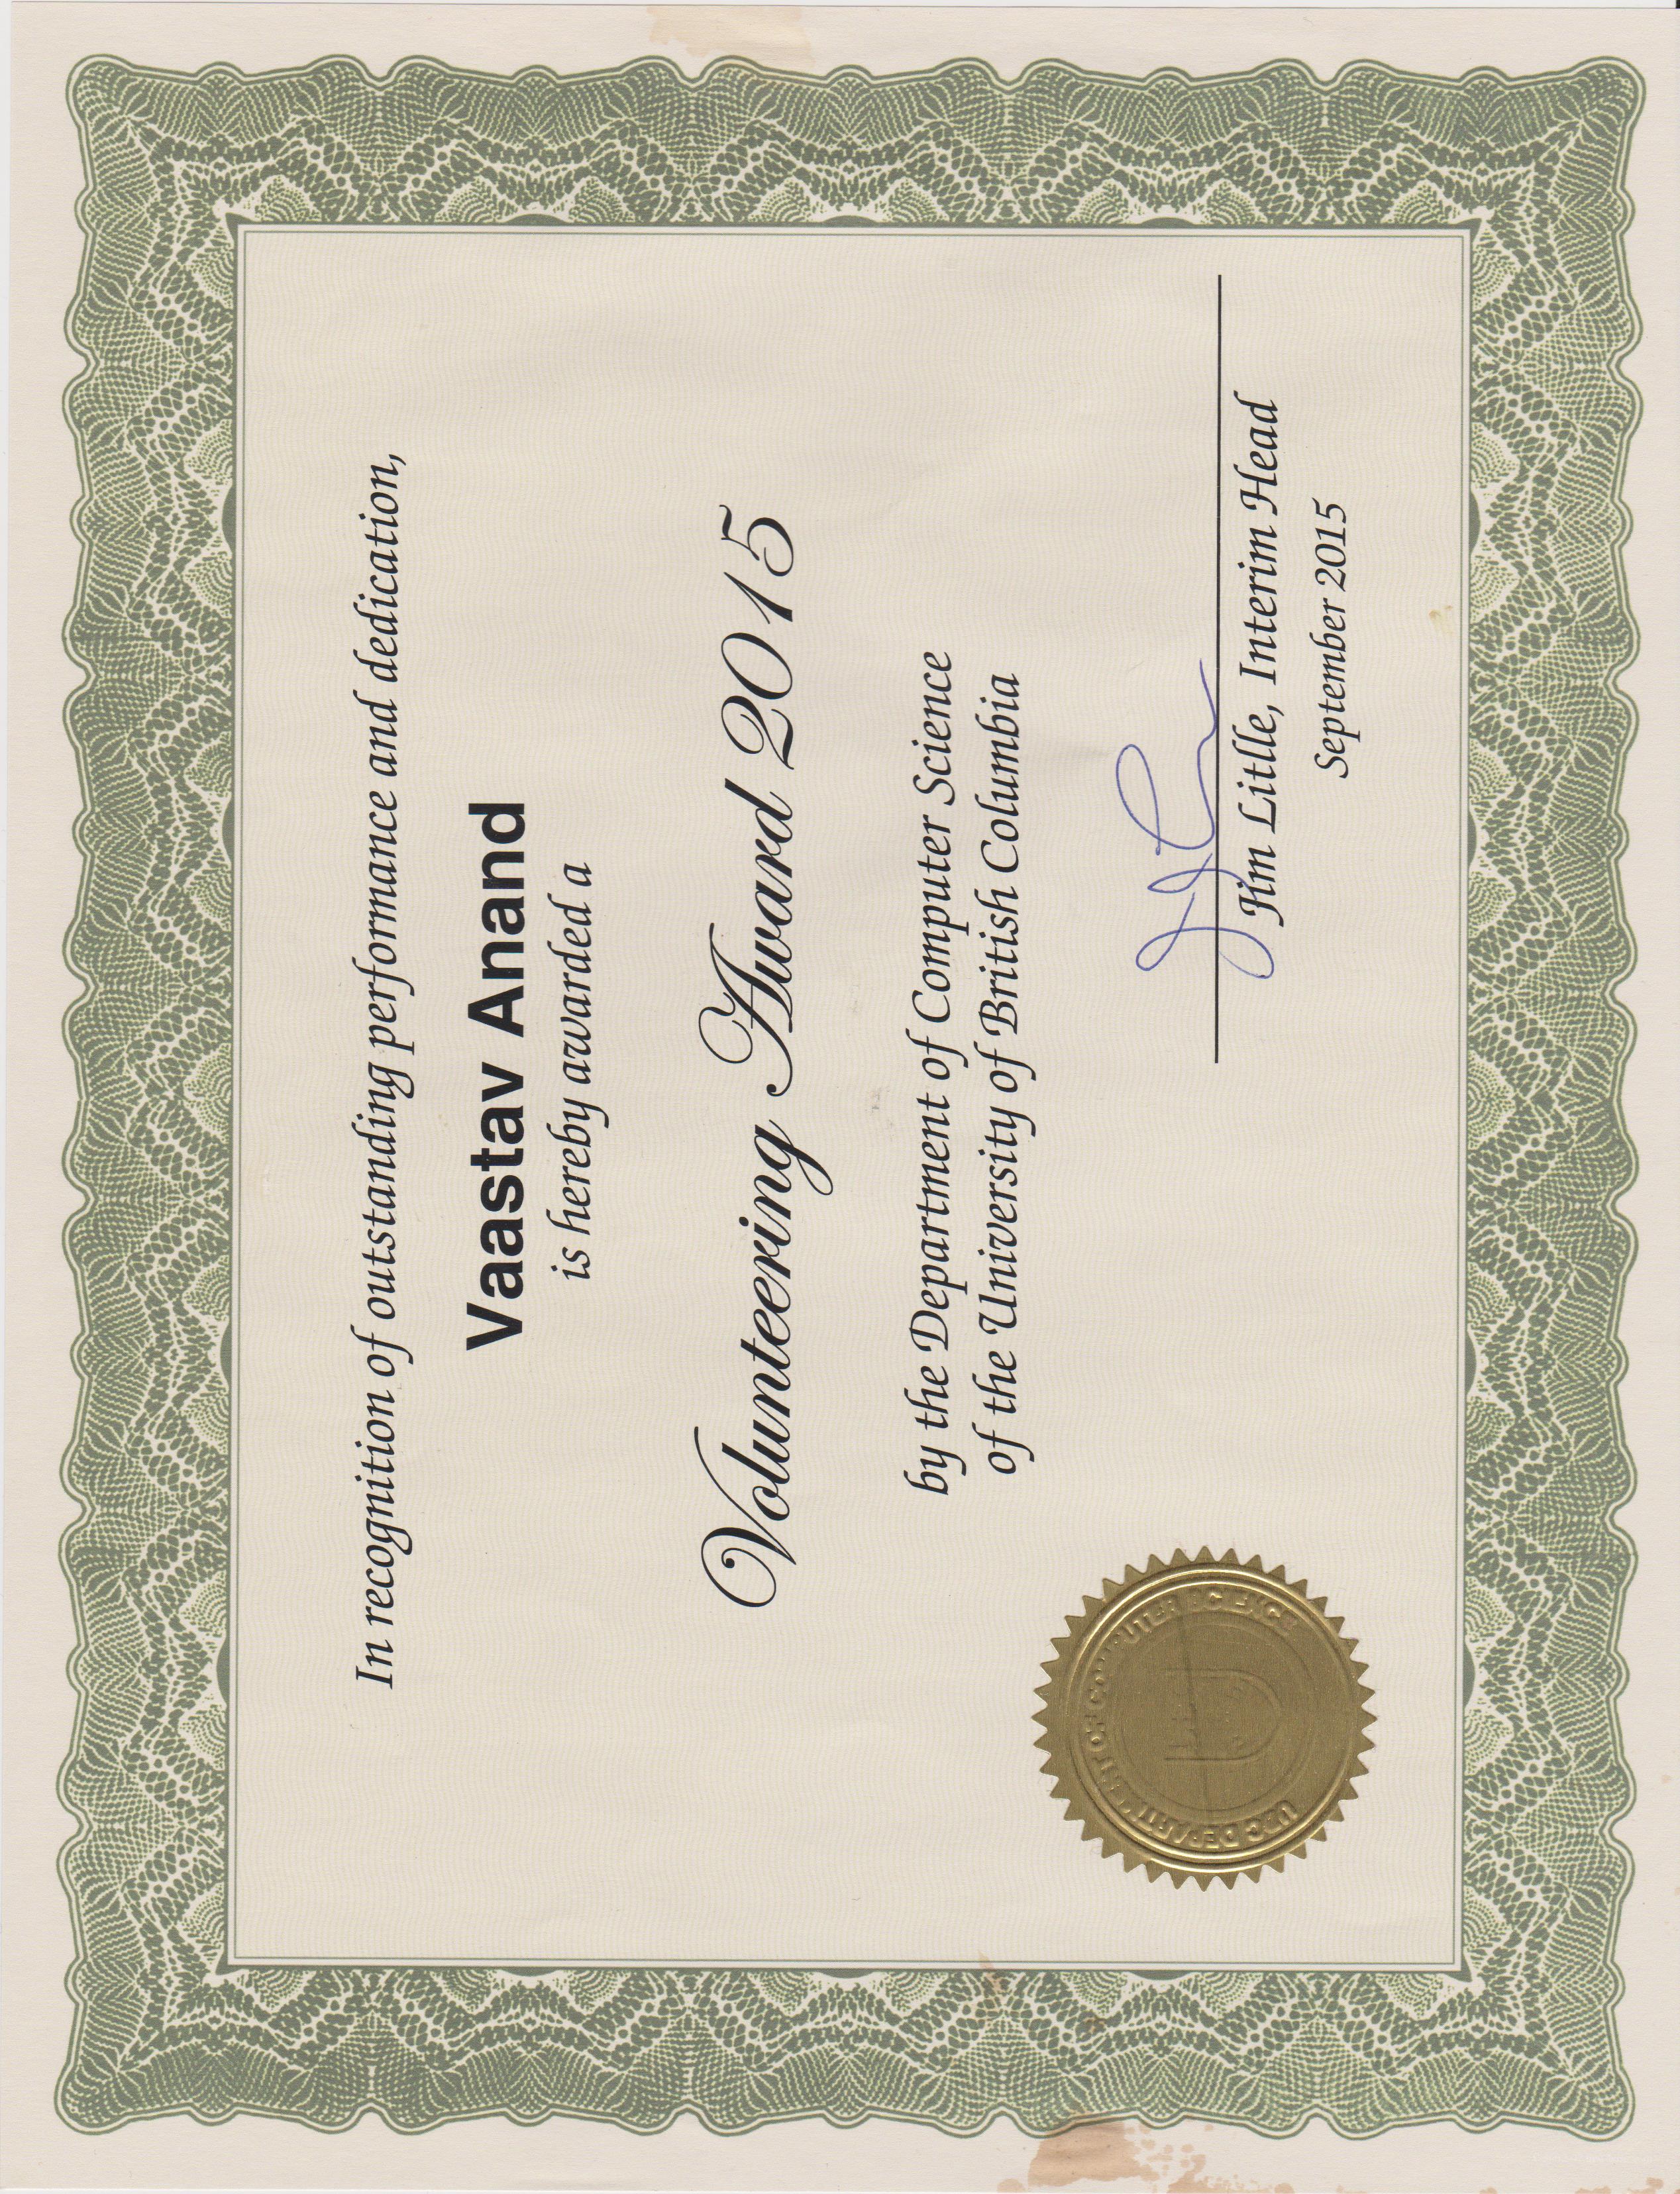 In recognition of outstanding performance and dedication,
Vaastav Anand
is hereby awarded a
Volunteering Award 2015
by the Department of Computer Science
of the University of British Columbia
UBC DEPARTMENT OF COMPUTER SCIENCE
UBC
Jim Litlle, Interim Head
September 2015